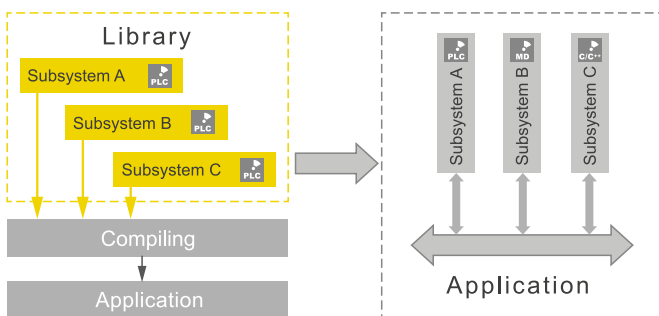 Library
Subsystem A
PLC
Subsystem B
PLC
Subsystem C
PLC
Compiling
Application
PLC
Subsystem A
MD
Subsystem B
C/C++
Subsystem C
Application